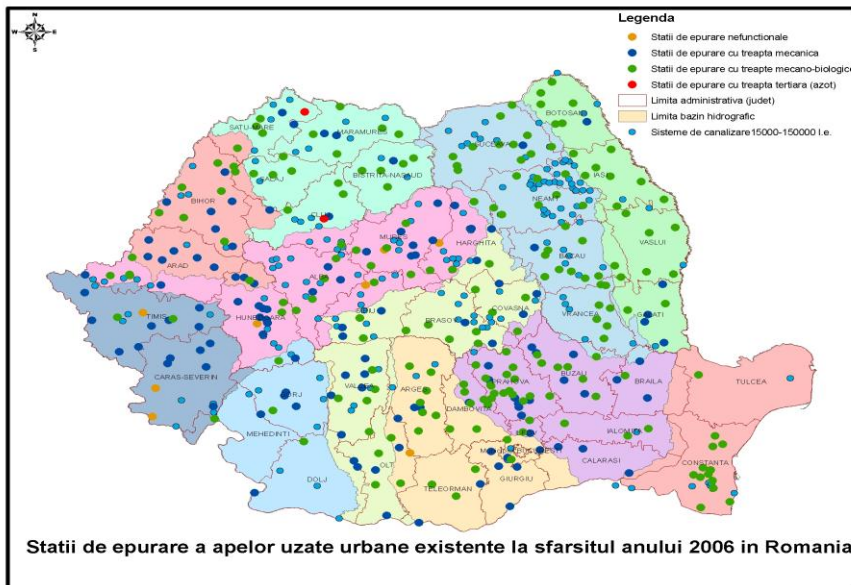 N
W E
S
Legenda
Statii de epurare nefunctionale
Statii de epurare cu treapta mecanica
Statii de epurare cu treapte mecano-biologice
Statii de epurare cu treapta tertiara (azot)
Limita administrativa (judet)
Limita bazin hidrografic
Sisteme de canalizare15000-150000 l.e.
BOTOSANI
SATU-MARE
MARAMURES
SUCEAVA
IASI
SALAJ
BISTRITA-NASAUD
NEAMT
BIHOR
CLUJ
MURES
HARGHITA
VASLUI
BACAU
ARAD
ALBA
COVASNA
TIMIS
HUNEDOARA
SIBIU
BRASOV
VRANCEA
GALATI
CARAS-SEVERIN
VALCEA
ARGES
PRAHOVA
BUZAU
BRAILA
TULCEA
GORJ
DAMBOVITA
MEHEDINTI
IALOMITA
OLT
CALARASI
CONSTANTA
DOLJ
TELEORMAN
GIURGIU
Statii de epurare a apelor uzate urbane existente la sfarsitul anului 2006 in Romania